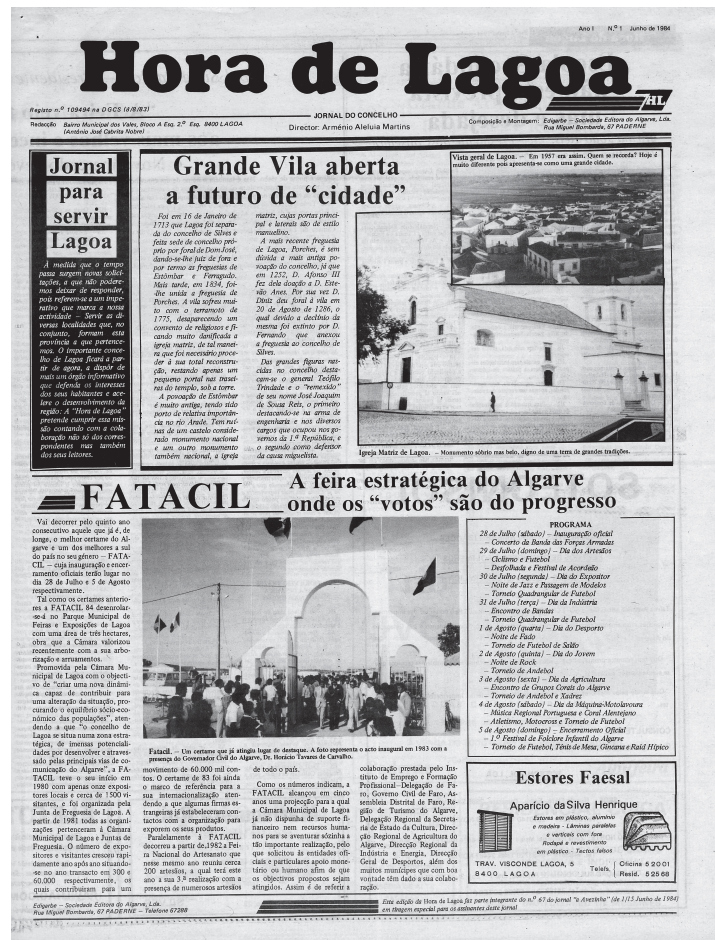 Ano I N.º 1 Junho de 1984
Hora de Lagoa
HL
Registo n.º 109494 na DGCS (8/8/83)
JORNAL DO CONCELHO
Redacção Bairro Municipal dos Vales, Bloco A Esq. 2.º Esq. 8400 LAGOA
(António José Cabrita Nobre)
Director: Arménio Aleluia Martins
Composição e Montagem: Edigarbe – Sociedade Editora do Algarve, Lda.
Rua Miguel Bombarda, 67 PADERNE
Jornal
para
servir
Lagoa
À medida que o tempo
passa surgem novas solici-
tações, a que não podere-
mos deixar de responder,
pois referem-se a um impe-
rativo que marca a nossa
actividade – Servir as di-
versas localidades que, no
conjunto, formam esta
província a que pertence-
mos. O importante conce-
lho de Lagoa ficará a par-
tir de agora, a dispôr de
mais um órgão informativo
que defenda os interesses
dos seus habitantes e ace-
lere o desenvolvimento da
região: A "Hora de Lagoa"
pretende cumprir essa mis-
são contando com a cola-
boração não só dos corres-
pondentes mas também
dos seus leitores.
Grande Vila aberta
a futuro de "cidade"
Foi em 16 de Janeiro de
1713 que Lagoa foi separa-
da do concelho de Silves e
feita sede de concelho pró-
prio por foral de Dom José,
dando-se-lhe juiz de fora e
por termo as freguesias de
Estômbar e Ferragudo.
Mais tarde, em 1834, foi-
-lhe unida a freguesia de
Porches. A vila sofreu mui-
to com o terramoto de
1775, desaparecendo um
convento de religiosos e fi-
cando muito danificada a
igreja matriz, de tal manei-
ra que foi necessário proce-
der à sua total reconstru-
ção, restando apenas um
pequeno portal nas trasei-
ras do templo, sob a torre.
A povoação de Estômbar
é muito antiga, tendo sido
porto de relativa importân-
cia no rio Arade. Tem ruí-
nas de um castelo conside-
rado monumento nacional
e um outro monumento
também nacional, a igreja
matriz, cujas portas princi-
pal e laterais são de estilo
manuelino.
A mais recente freguesia
de Lagoa, Porches, é sem
dúvida a mais antiga po-
voação do concelho, já que
em 1252, D. Afonso III
fez dela doação a D. Este-
vão Anes. Por sua vez D.
Diniz deu foral à vila em
20 de Agosto de 1286, o
qual devido a declínio da
mesma foi extinto por D.
Fernando que anexou
a freguesia ao concelho de
Silves.
Das grandes figuras nas-
cidas no concelho desta-
cam-se o general Teófilo
Trindade e o "remexido"
de seu nome José Joaquim
de Sousa Reis, o primeiro
destacando-se na arma de
engenharia e nos diversos
cargos que ocupou nos go-
vernos da 1.ª República, e
o segundo como defensor
da causa miguelista.
Vista geral de Lagoa. – Em 1957 era assim. Quem se recorda? Hoje é
muito diferente pois apresenta-se como uma grande cidade.
Igreja Matriz de Lagoa. – Monumento sóbrio mas belo, digno de uma terra de grandes tradições.
FATACIL
A feira estratégica do Algarve
onde os "votos" são do progresso
Vai decorrer pelo quinto ano
consecutivo aquele que já é, de
longe, o melhor certame do Al-
garve e um dos melhores a sul
do país no seu género – FATA-
CIL – cuja inauguração e encer-
ramento oficiais terão lugar no
dia 28 de Julho e 5 de Agosto
respectivamente.
Tal como os certames anterio-
res a FATACIL 84 desenrolar-
se-á no Parque Municipal de
Feiras e Exposições de Lagoa
com uma área de três hectares,
obra que a Câmara valorizou
recentemente com a sua arbo-
rização e arruamentos.
Promovida pela Câmara Mu-
nicipal de Lagoa com o objecti-
vo de "criar uma nova dinâmi-
ca capaz de contribuir para
uma alteração da situação, pro-
curando o equilíbrio sócio-eco-
nómico das populações", aten-
dendo a que "o concelho de
Lagoa se situa numa zona estra-
tégica, de imensas potenciali-
dades por desenvolver e atraves-
sado pelas principais vias de co-
municação do Algarve", a FA-
TACIL teve o seu início em
1980 com apenas onze exposi-
tores locais e cerca de 1500 vi-
sitantes, e foi organizada pela
Junta de Freguesia de Lagoa. A
partir de 1981 todas as organi-
zações pertenceram à Câmara
Municipal de Lagoa e Juntas de
Freguesia. O número de expo-
sitores e visitantes cresceu rapi-
damente ano após ano situando-
-se no ano transacto em 300 e
60.000 respectivamente, os
quais contribuíram para um
Fatacil. – Um certame que já atingiu lugar de destaque. A foto representa o acto inaugural em 1983 com a
presença do Governador Civil do Algarve, Dr. Horácio Tavares de Carvalho.
movimento de 60.000 mil con-
tos. O certame de 83 foi ainda
o marco de referência para a
sua internacionalização aten-
dendo a que algumas firmas es-
trangeiras já estabeleceram con-
tactos com a organização para
exporem os seus produtos.
Paralelamente à FATACIL
decorreu a partir de 1982 a Fei-
ra Nacional do Artesanato que
nesse mesmo ano reuniu cerca
200 artesãos, a qual terá este
ano a sua 3.ª realização com a
presença de numerosos artesãos
de todo o país.
Como os números indicam, a
FATACIL alcançou em cinco
anos uma projecção para a qual
a Câmara Municipal de Lagoa
já não dispunha de suporte fi-
nanceiro nem recursos huma-
nos para se aventurar sózinha a
tão importante realização, pelo
que solicitou às entidades ofi-
ciais e particulares apoio mone-
tário ou humano afim de que
os objectivos propostos sejam
atingidos. Assim é de referir a
colaboração prestada pelo Ins-
tituto de Emprego e Formação
Profissional–Delegação de Fa-
ro, Governo Civil de Faro, As-
sembleia Distrital de Faro, Re-
gião de Turismo do Algarve,
Delegação Regional da Secreta-
ria de Estado da Cultura, Direc-
ção Regional de Agricultura do
Algarve, Direcção Regional da
Indústria e Energia, Direcção
Geral de Desportos, além dos
muitos munícipes que com boa
vontade têm dado a sua colabo-
ração.
PROGRAMA
28 de Julho (sábado) – Inauguração oficial
– Concerto da Banda das Forças Armadas
29 de Julho (domingo) – Dia dos Artesãos
– Ciclismo e Futebol
– Desfolhada e Festival de Acordeão
30 de Julho (segunda) – Dia do Expositor
– Noite de Jazz e Passagem de Modelos
– Torneio Quadrangular de Futebol
31 de Julho (terça) – Dia da Indústria
– Encontro de Bandas
– Torneio Quadrangular de Futebol
1 de Agosto (quarta) – Dia do Desporto
– Noite de Fado
– Torneio de Futebol de Salão
2 de Agosto (quinta) – Dia do Jovem
– Noite de Rock
– Torneio de Andebol
3 de Agosto (sexta) – Dia da Agricultura
– Encontro de Grupos Corais do Algarve
– Torneio de Andebol e Xadrez
4 de Agosto (sábado) – Dia da Máquina-Motolavoura
– Música Regional Portuguesa e Coral Alentejano
– Atletismo, Motocross e Torneio de Futebol
5 de Agosto (domingo) – Encerramento Oficial
– 1.º Festival de Folclore Infantil do Algarve
– Torneio de Futebol, Ténis de Mesa, Gincana e Raid Hípico
Estores Faesal
Aparício da Silva Henrique
Estores em plástico, alumínio
e madeira - Lâminas paralelas
e verticais com fora
Rodapé e revestimento
em plástico - Tectos falsos
TRAV. VISCONDE LAGOA, 5
8400 LAGOA
Telefs.
Oficina 52001
Resid. 52568
Edigarbe – Sociedade Editora do Algarve, Lda.
Rua Miguel Bombarda, 67 PADERNE – Telefone 67288
Este edição da Hora de Lagoa faz parte integrante do n.º 67 do jornal "a Avezinha" (de 1/15 Junho de 1984)
em tiragem especial para os assinantes deste jornal